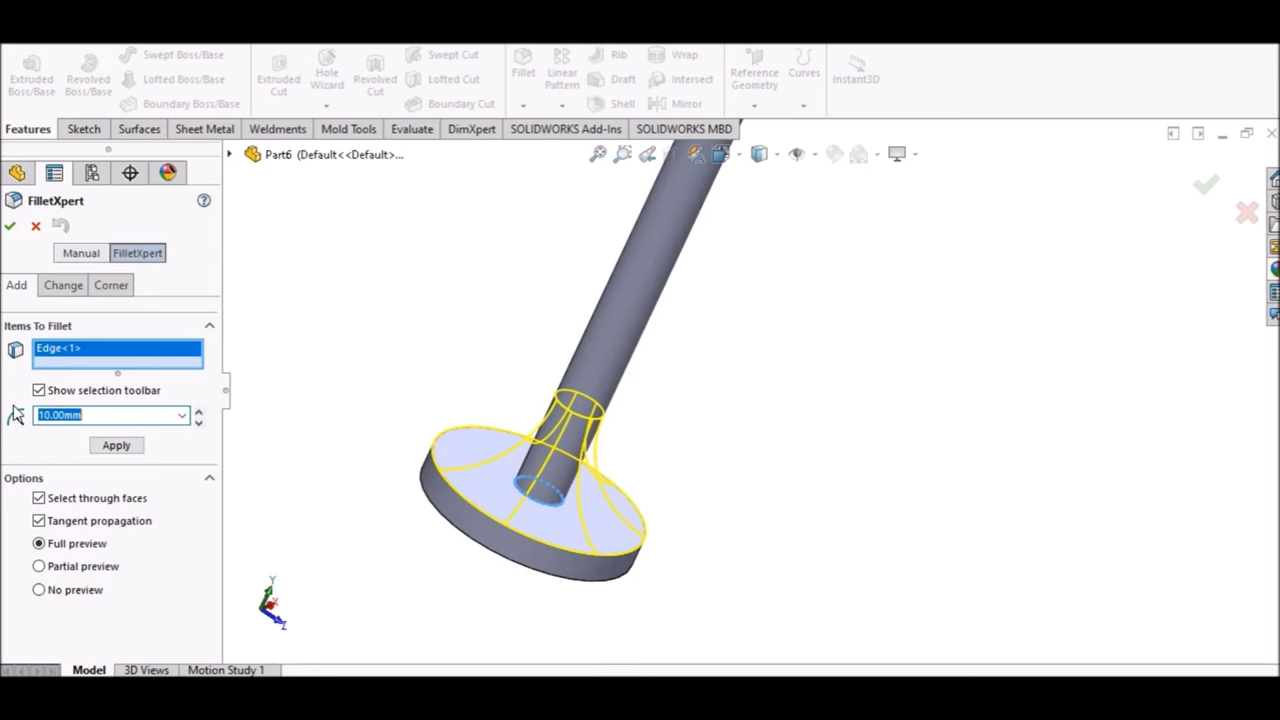 Extruded Boss/Base
Revolved Boss/Base
Swept Boss/Base
Lofted Boss/Base
Boundary Boss/Base
Extruded Cut
Hole Wizard
Revolved Cut
Swept Cut
Lofted Cut
Boundary Cut
Fillet
Linear Pattern
Rib
Draft
Shell
Wrap
Intersect
Mirror
Reference Geometry
Curves
Instant3D
Features Sketch Surfaces Sheet Metal Weldments Mold Tools Evaluate DimXpert SOLIDWORKS Add-Ins SOLIDWORKS MBD
Part6 (Default<<Default>...
FilletXpert
Manual FilletXpert
Add Change Corner
Items To Fillet
Edge<1>
Show selection toolbar
10.00mm
Apply
Options
Select through faces
Tangent propagation
Full preview
Partial preview
No preview
Y
X
Z
Model 3D Views Motion Study 1